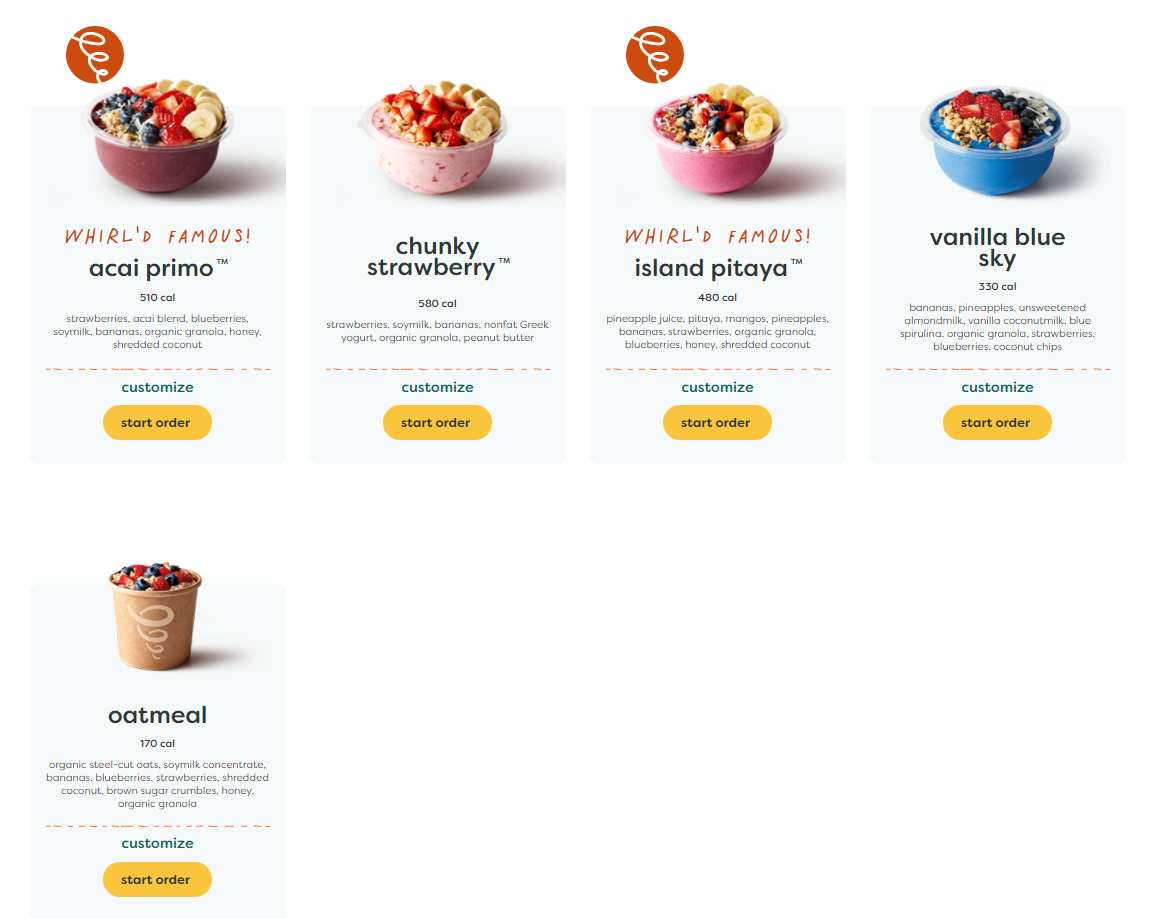 WHIRL'D FAMOUS!
acai primo™
510 cal
strawberries, acai blend, blueberries,
soymilk, bananas, organic granola, honey,
shredded coconut
customize
start order
chunky
strawberry™
580 cal
strawberries, soymilk, bananas, nonfat Greek
yogurt, organic granola, peanut butter
customize
start order
WHIRL'D FAMOUS!
island pitaya™
480 cal
pineapple juice, pitaya, mangos, pineapples,
bananas, strawberries, organic granola,
blueberries, honey, shredded coconut
customize
start order
vanilla blue
sky
330 cal
bananas, pineapples, unsweetened
almondmilk, vanilla coconutmilk, blue
spirulina, organic granola, strawberries,
blueberries, coconut chips
customize
start order
oatmeal
170 cal
organic steel-cut oats, soymilk concentrate,
bananas, blueberries, strawberries, shredded
coconut, brown sugar crumbles, honey,
organic granola
customize
start order